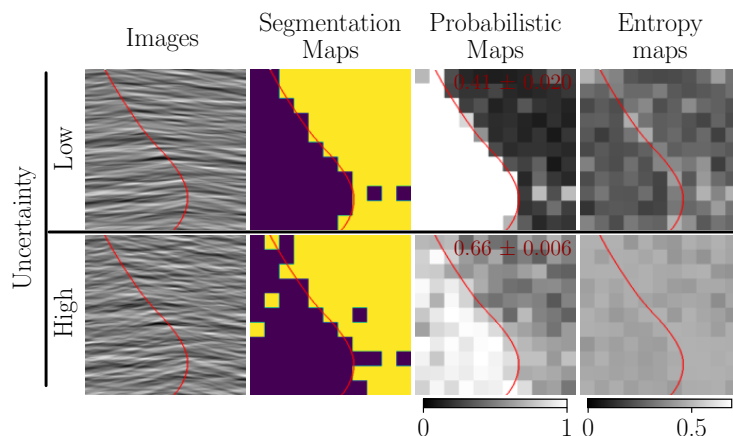 Images
Segmentation
Maps
Probabilistic
Maps
Entropy
maps
Uncertainty
Low
0.41 ± 0.020
High
0.66 ± 0.006
0 1
0 0.5